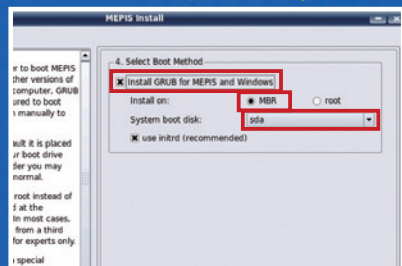 MEPIS Install
r to boot MEPIS
ther versions of
computer. GRUB
ured to boot
manually to
ault it is placed
ur boot drive
der you may
normal.
root instead of
d at the
In most cases,
from a third
for experts only.
special
4. Select Boot Method
Install GRUB for MEPIS and Windows
Install on: MBR root
System boot disk: sda
use initrd (recommended)